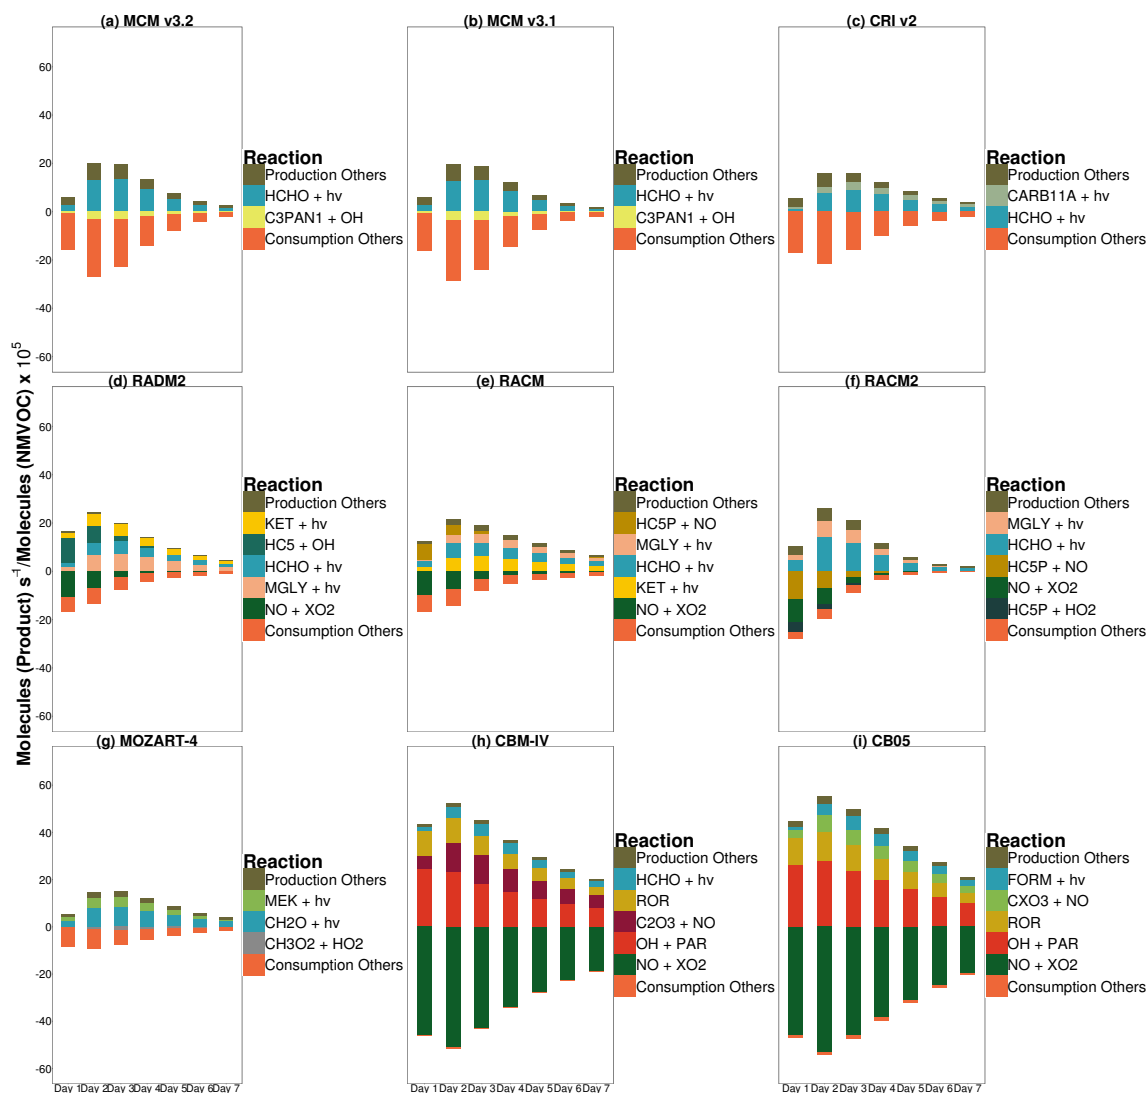 (a) MCM v3.2
(b) MCM v3.1
(c) CRI v2
60
40
20
0
-20
-40
-60
Reaction
Production Others
HCHO + hv
C3PAN1 + OH
Consumption Others
Reaction
Production Others
HCHO + hv
C3PAN1 + OH
Consumption Others
Reaction
Production Others
CARB11A + hv
HCHO + hv
Consumption Others
Molecules (Product) s⁻¹/Molecules (NMVOC) x 10⁵
(d) RADM2
(e) RACM
(f) RACM2
60
40
20
0
-20
-40
-60
Reaction
Production Others
KET + hv
HC5 + OH
HCHO + hv
MGLY + hv
NO + XO2
Consumption Others
Reaction
Production Others
HC5P + NO
MGLY + hv
HCHO + hv
KET + hv
NO + XO2
Consumption Others
Reaction
Production Others
MGLY + hv
HCHO + hv
HC5P + NO
NO + XO2
HC5P + HO2
Consumption Others
(g) MOZART-4
(h) CBM-IV
(i) CB05
60
40
20
0
-20
-40
-60
Reaction
Production Others
MEK + hv
CH2O + hv
CH3O2 + HO2
Consumption Others
Reaction
Production Others
HCHO + hv
ROR
C2O3 + NO
OH + PAR
NO + XO2
Consumption Others
Reaction
Production Others
FORM + hv
CXO3 + NO
ROR
OH + PAR
NO + XO2
Consumption Others
Day 1 Day 2 Day 3 Day 4 Day 5 Day 6 Day 7
Day 1 Day 2 Day 3 Day 4 Day 5 Day 6 Day 7
Day 1 Day 2 Day 3 Day 4 Day 5 Day 6 Day 7